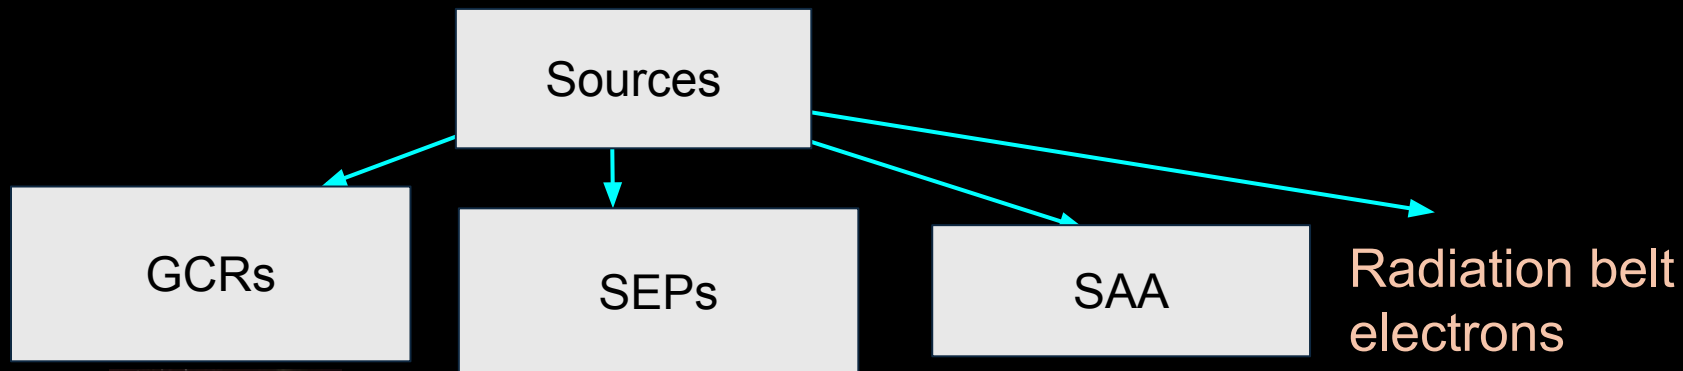 Sources
GCRs
SEPs
SAA
Radiation belt
electrons